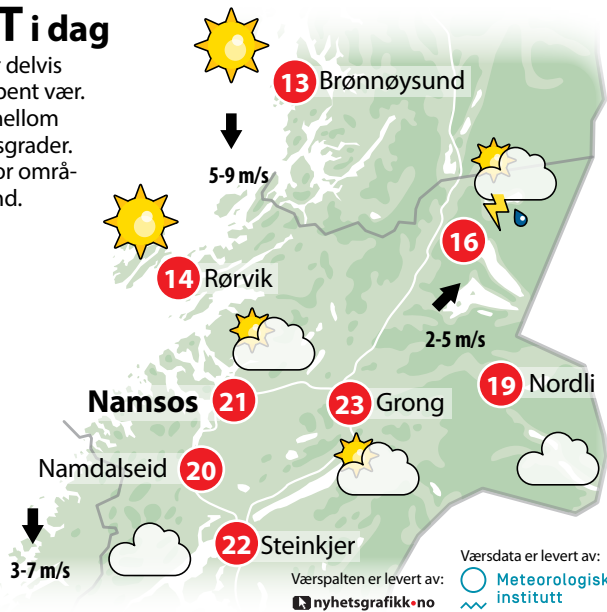 T i dag
delvis
pent vær.
mellom
sgrader.
or områ-
nd.
13 Brønnøysund
5-9 m/s
16
14 Rørvik
2-5 m/s
19 Nordli
Namsos 21
23 Grong
Namdalseid 20
22 Steinkjer
3-7 m/s
Værspalten er levert av:
nyhetsgrafikk•no
Værsdata er levert av:
Meteorologisk
institutt